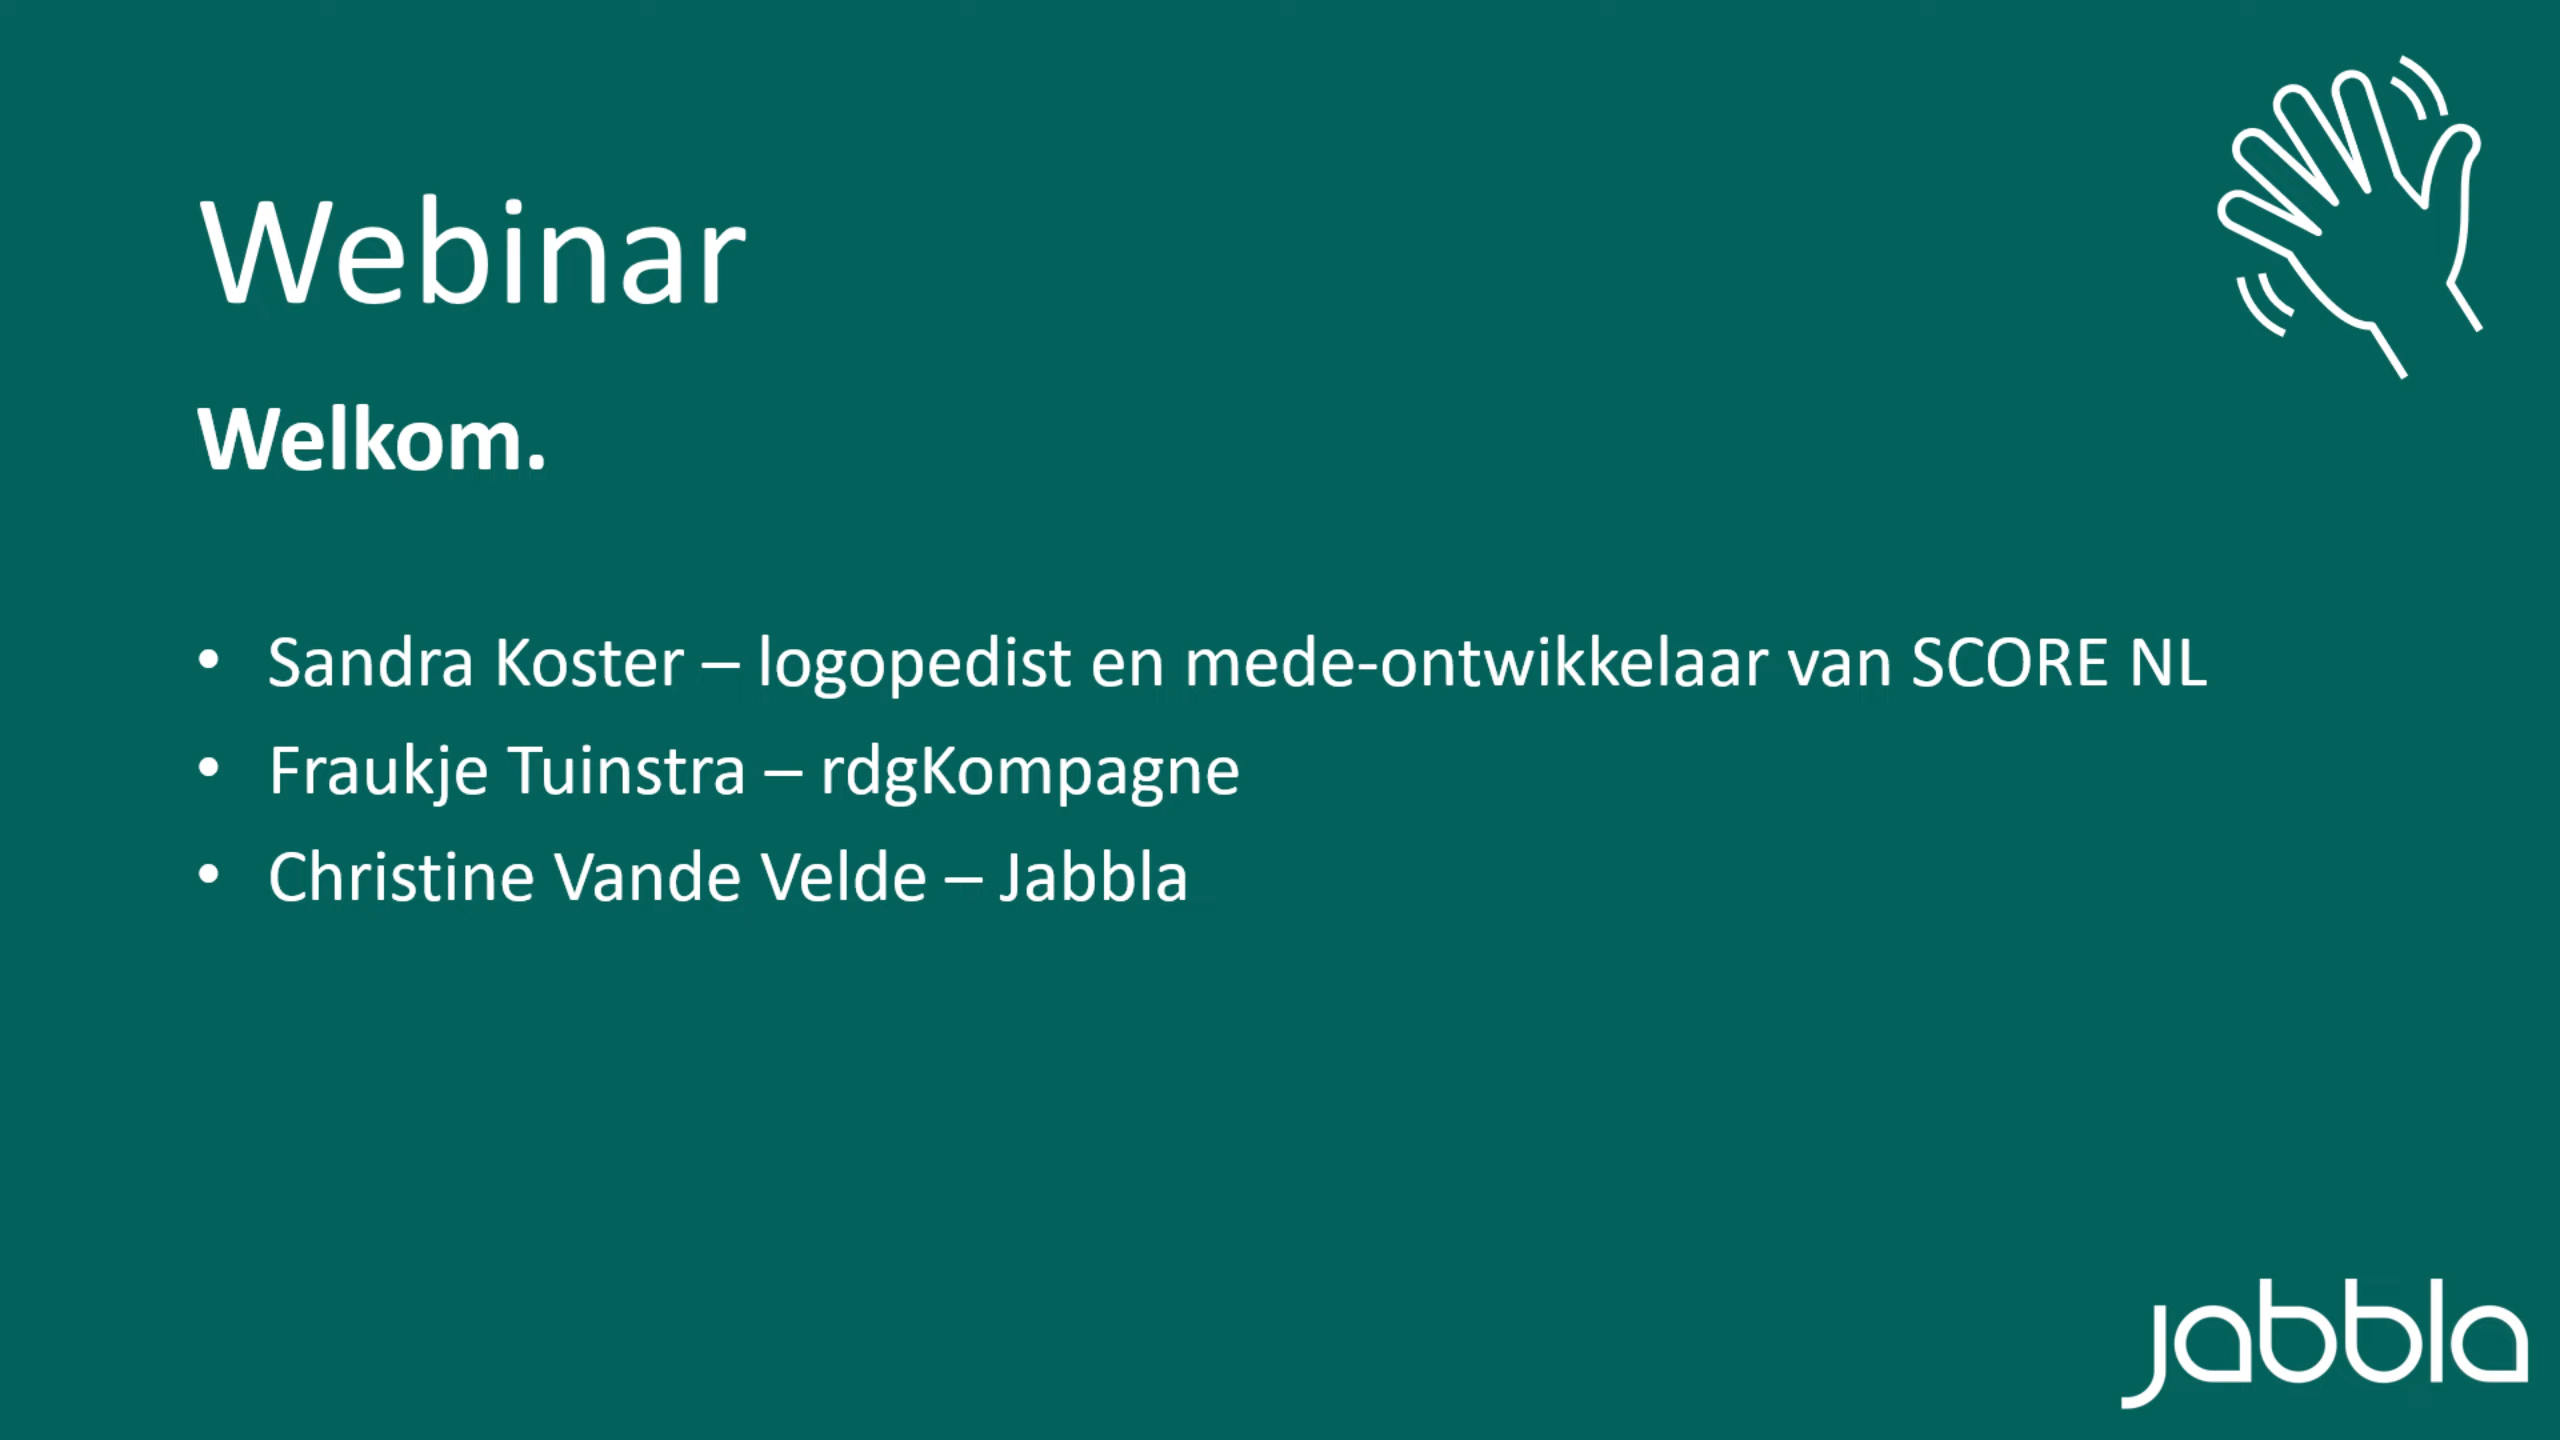 Webinar
Welkom.
• Sandra Koster – logopedist en mede-ontwikkelaar van SCORE NL
• Fraukje Tuinstra – rdgKompagne
• Christine Vande Velde – Jabbla
jabbla